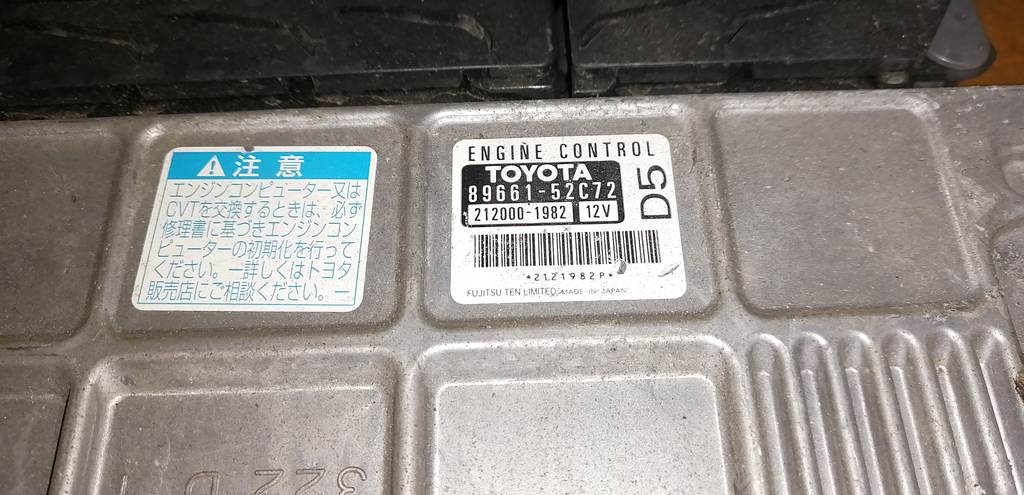 注意
エンジンコンピューター又は
CVTを交換するときは、必ず
修理書に基づきエンジンコン
ピューターの初期化を行って
ください。ー詳しくはトヨタ
販売店にご相談ください。ー
ENGINE CONTROL
TOYOTA
89661-52C72
212000-1982 12V
D5
*2121982P*
FUJITSU TEN LIMITED MADE IN JAPAN
322 D